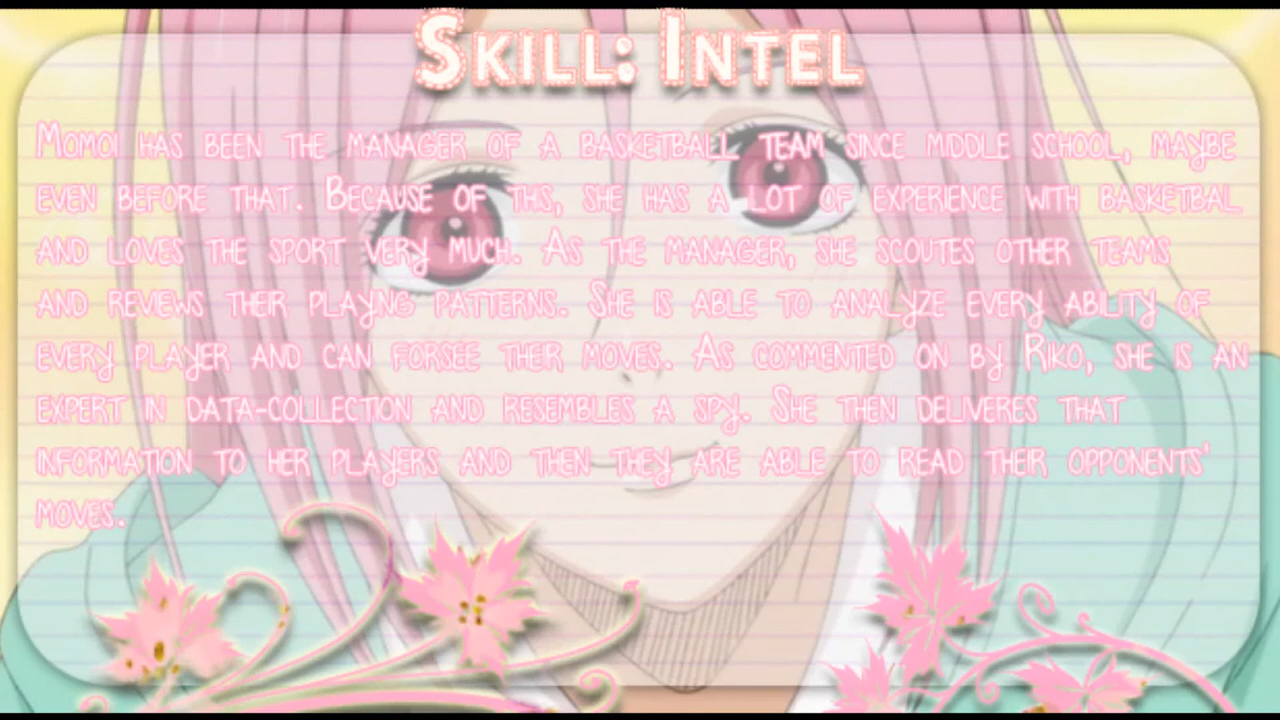 Skill: Intel
Momoi has been the manager of a basketball team since middle school, maybe
even before that. Because of this, she has a lot of experience with basketbal
and loves the sport very much. As the manager, she scoutes other teams
and reviews their playing patterns. She is able to analyze every ability of
every player and can forsee their moves. As commented on by Riko, she is an
expert in data-collection and resembles a spy. She then deliveres that
information to her players and then they are able to read their opponents'
moves.